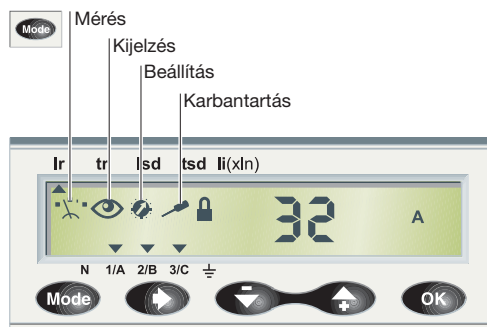 Mode
Mérés
Kijelzés
Beállítás
Karbantartás
Ir tr Isd tsd Ii(xIn)
32 A
N 1/A 2/B 3/C
Mode
OK